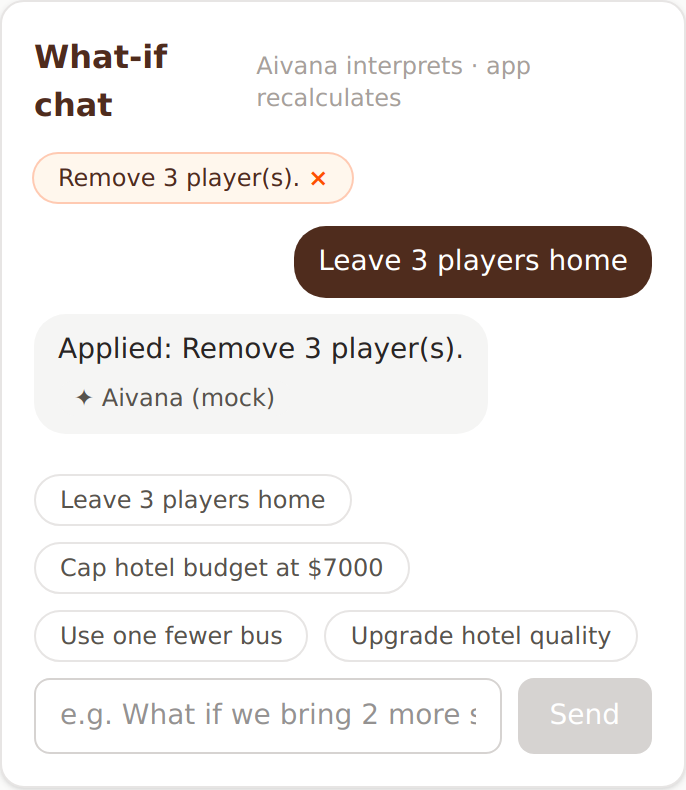 What-if
chat
Aivana interprets · app
recalculates
Remove 3 player(s). ×
Leave 3 players home
Applied: Remove 3 player(s).
✦ Aivana (mock)
Leave 3 players home
Cap hotel budget at $7000
Use one fewer bus
Upgrade hotel quality
e.g. What if we bring 2 more
Send